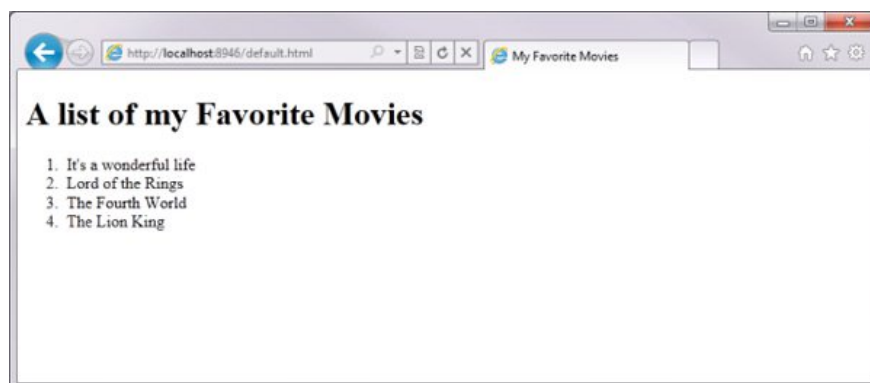 http://localhost:8946/default.html
My Favorite Movies
A list of my Favorite Movies
1. It's a wonderful life
2. Lord of the Rings
3. The Fourth World
4. The Lion King